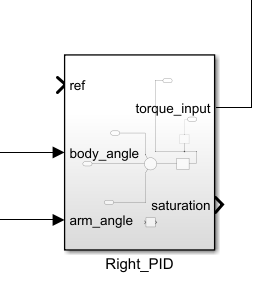 ref
torque_input
body_angle
saturation
arm_angle
Right_PID